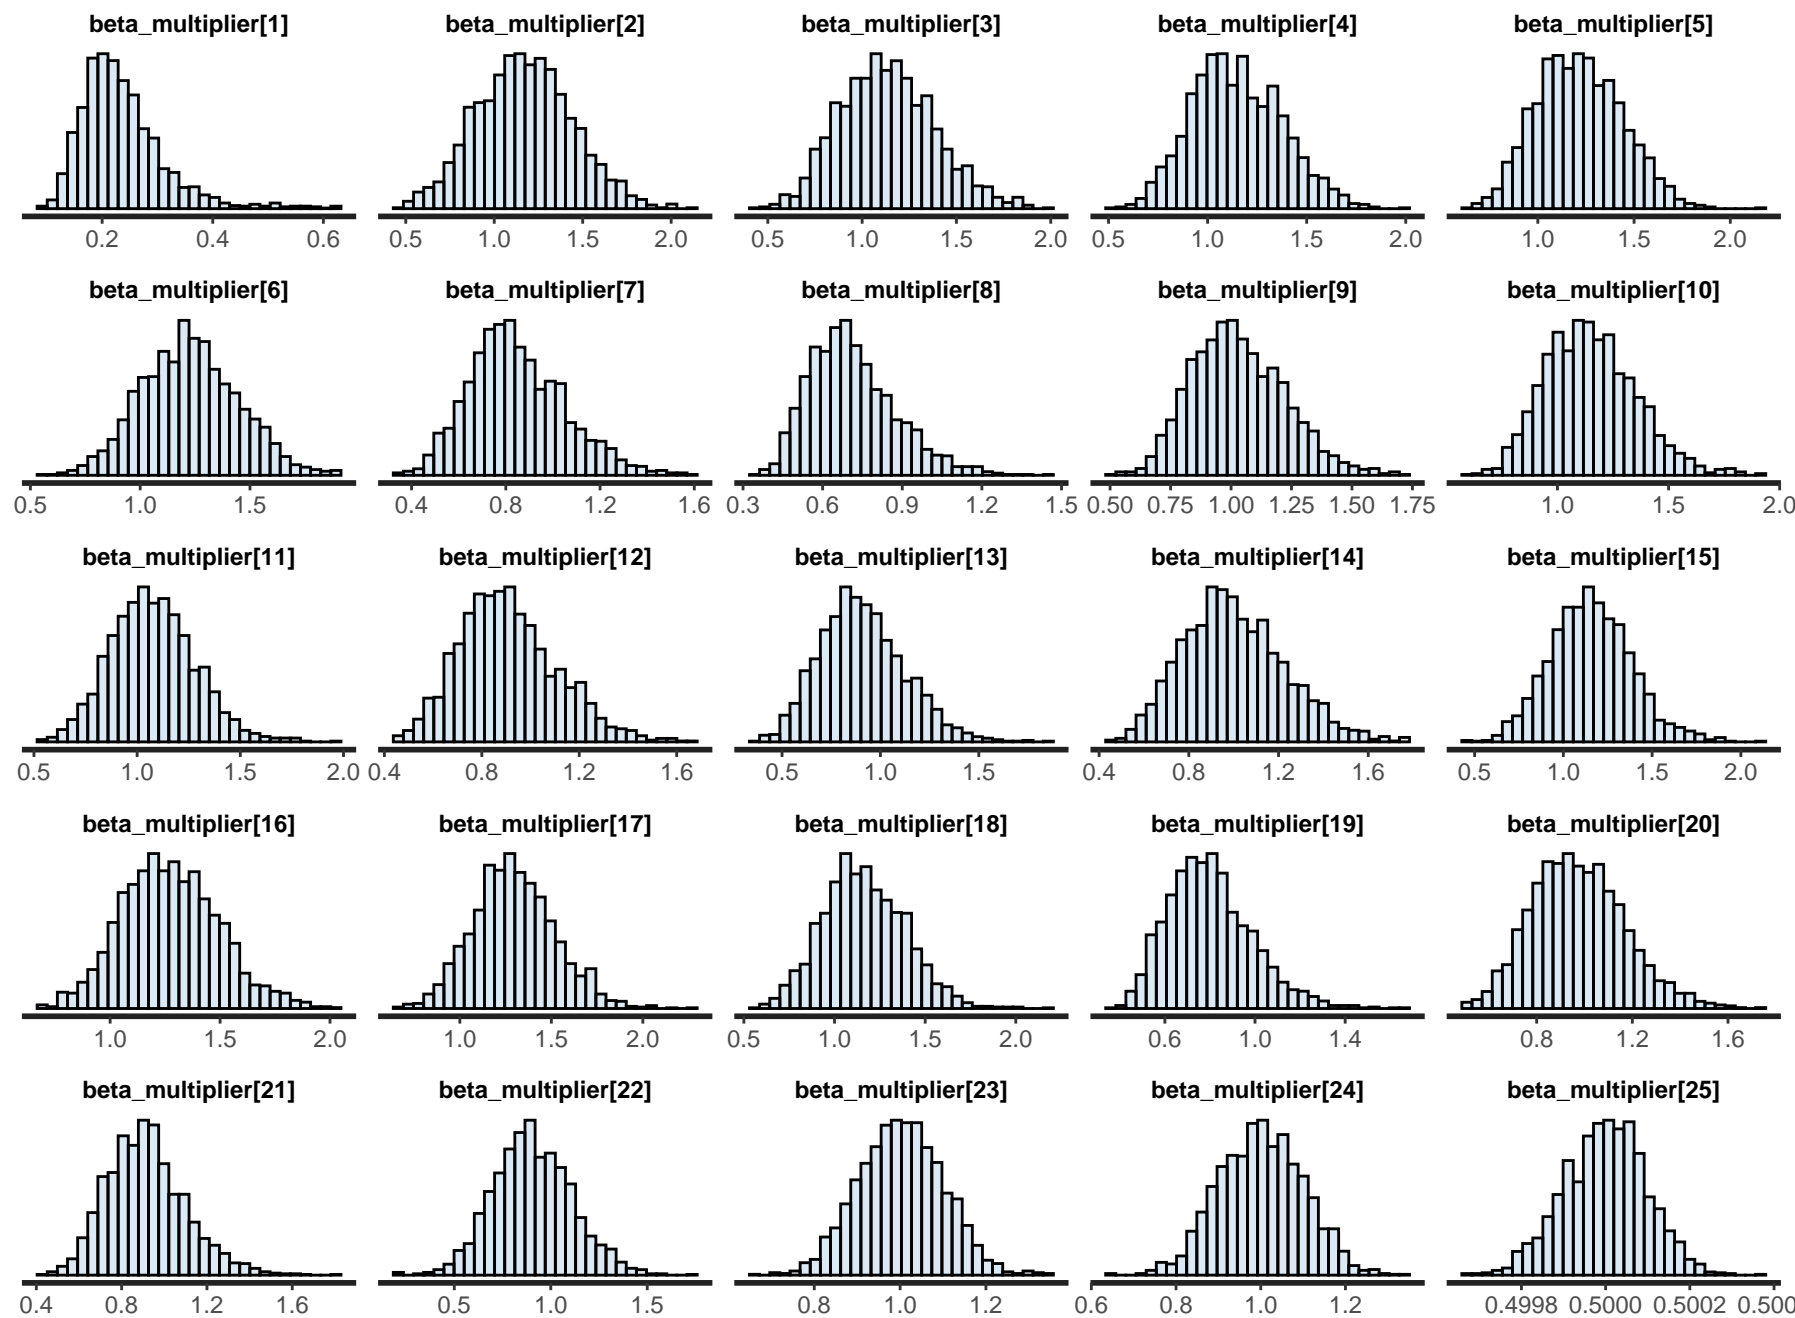 beta_multiplier[1] beta_multiplier[2] beta_multiplier[3] beta_multiplier[4] beta_multiplier[5]
0.2 0.4 0.6 0.5 1.0 1.5 2.0 0.5 1.0 1.5 2.0 0.5 1.0 1.5 2.0 1.0 1.5 2.0
beta_multiplier[6] beta_multiplier[7] beta_multiplier[8] beta_multiplier[9] beta_multiplier[10]
0.5 1.0 1.5 0.4 0.8 1.2 1.6 0.3 0.6 0.9 1.2 1.5 0.50 0.75 1.00 1.25 1.50 1.75 1.0 1.5 2.0
beta_multiplier[11] beta_multiplier[12] beta_multiplier[13] beta_multiplier[14] beta_multiplier[15]
0.5 1.0 1.5 2.0 0.4 0.8 1.2 1.6 0.5 1.0 1.5 0.4 0.8 1.2 1.6 0.5 1.0 1.5 2.0
beta_multiplier[16] beta_multiplier[17] beta_multiplier[18] beta_multiplier[19] beta_multiplier[20]
1.0 1.5 2.0 1.0 1.5 2.0 0.5 1.0 1.5 2.0 0.6 1.0 1.4 0.8 1.2 1.6
beta_multiplier[21] beta_multiplier[22] beta_multiplier[23] beta_multiplier[24] beta_multiplier[25]
0.4 0.8 1.2 1.6 0.5 1.0 1.5 0.8 1.0 1.2 0.6 0.8 1.0 1.2 0.4998 0.5000 0.5002